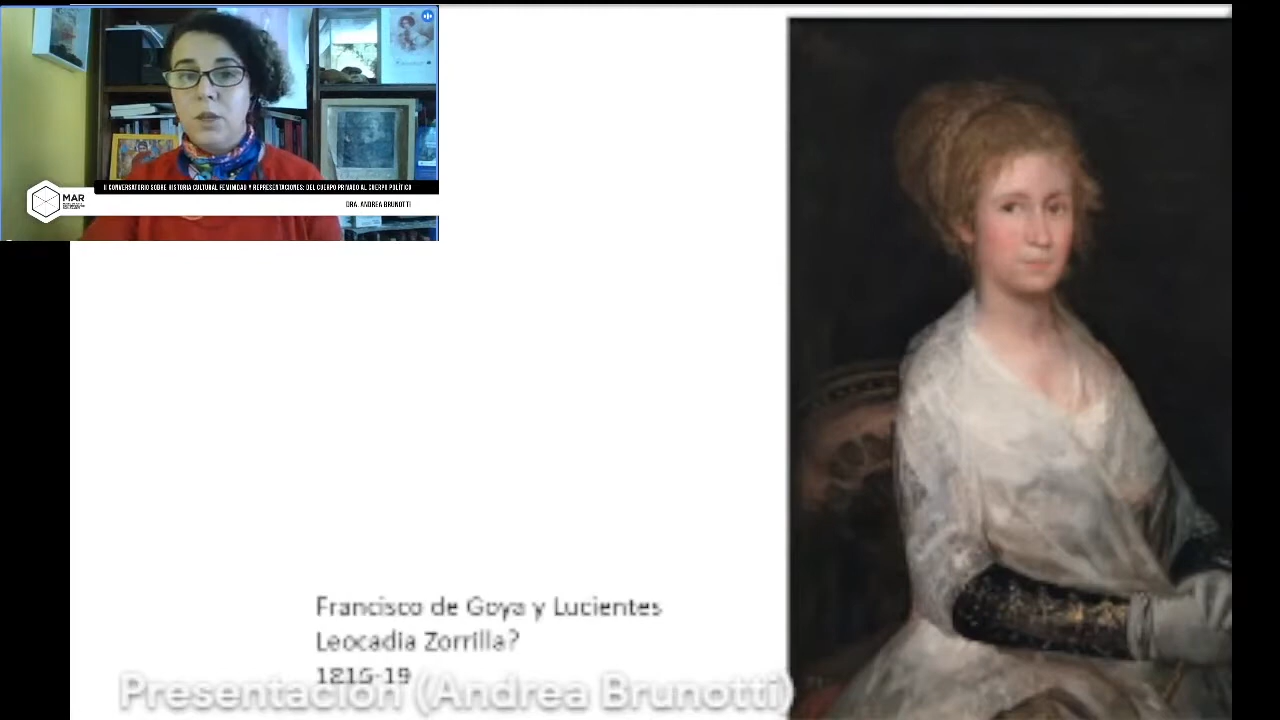 II CONVERSATORIO SOBRE HISTORIA CULTURAL FEMINIDAD Y REPRESENTACIONES: DEL CUERPO PRIVADO AL CUERPO POLÍTICO
MAR
DRA. ANDREA BRUNOTTI
Francisco de Goya y Lucientes
Leocadia Zorrilla?
1816-19
Presentación (Andrea Brunotti)